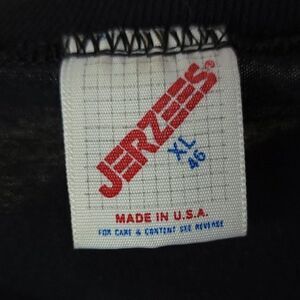 JERZEES®
XL
46
MADE IN U.S.A.
FOR CARE & CONTENT SEE REVERSE